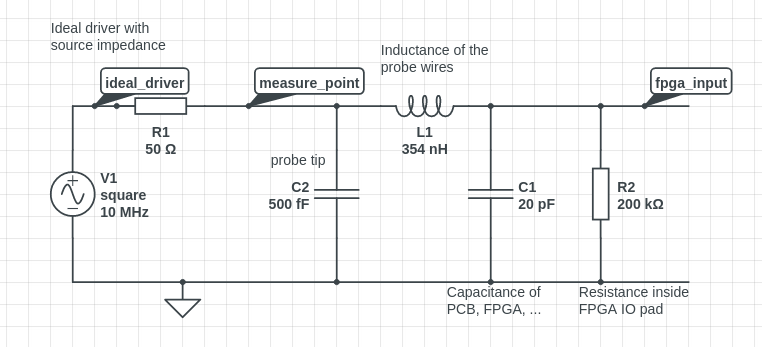 Ideal driver with
source impedance
Inductance of the
probe wires
ideal_driver
measure_point
fpga_input
R1
50 Ω
L1
354 nH
probe tip
V1
square
10 MHz
C2
500 fF
C1
20 pF
R2
200 kΩ
Capacitance of
PCB, FPGA, ...
Resistance inside
FPGA IO pad